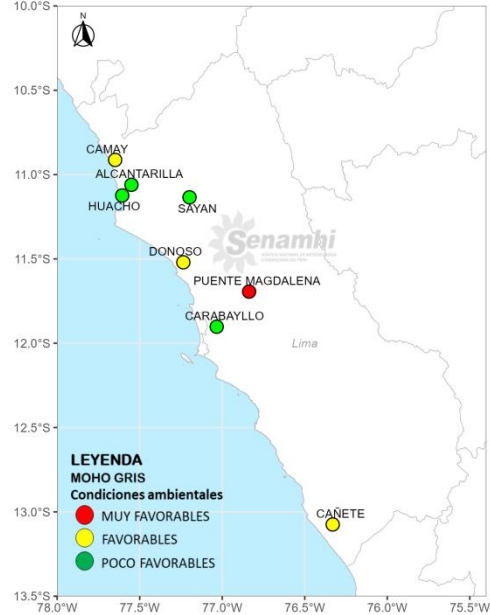 10.0°S
N
10.5°S
CAMAY
ALCANTARILLA
11.0°S
HUACHO
SAYAN
Senamhi
DONOSO
11.5°S
PUENTE MAGDALENA
CARABAYLLO
12.0°S
Lima
12.5°S
LEYENDA
MOHO GRIS
Condiciones ambientales
MUY FAVORABLES
FAVORABLES
POCO FAVORABLES
CAÑETE
13.0°S
13.5°S
78.0°W 77.5°W 77.0°W 76.5°W 76.0°W 75.5°W